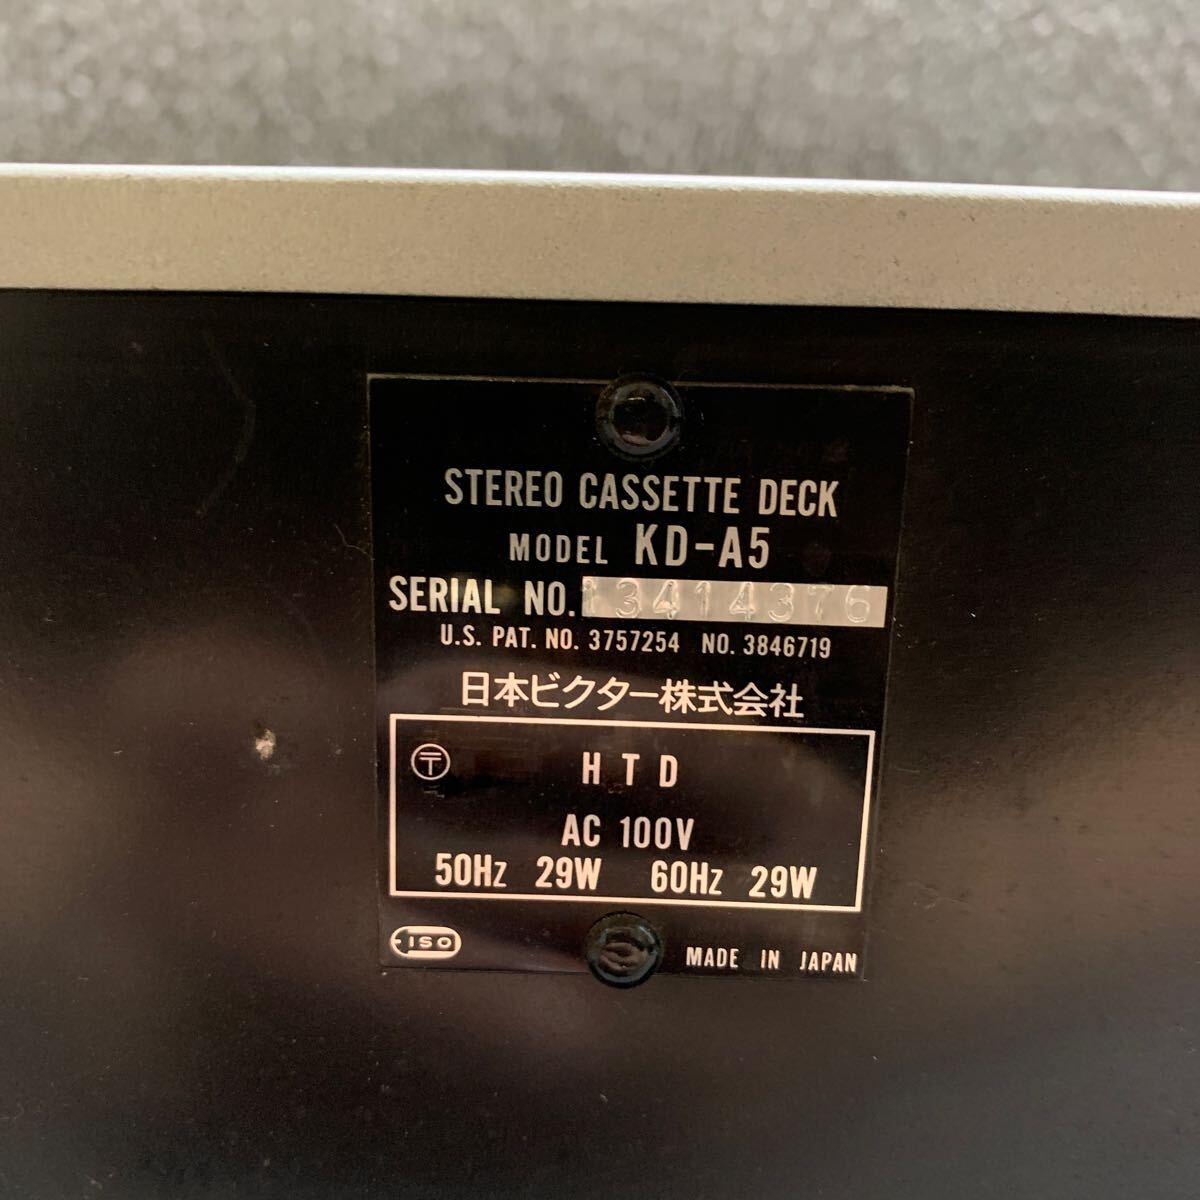 STEREO CASSETTE DECK
MODEL KD-A5
SERIAL NO. 13414376
U.S. PAT. NO. 3757254 NO. 3846719
日本ビクター株式会社
〒 HTD
AC 100V
50Hz 29W 60Hz 29W
ISO MADE IN JAPAN